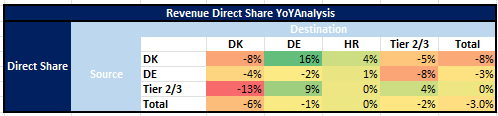 Revenue Direct Share YoYAnalysis
Destination
DK DE HR Tier 2/3 Total
Direct Share Source
DK -8% 16% 4% -5% -8%
DE -4% -2% 1% -8% -3%
Tier 2/3 -13% 9% 0% 4% 0%
Total -6% -1% 0% -2% -3.0%